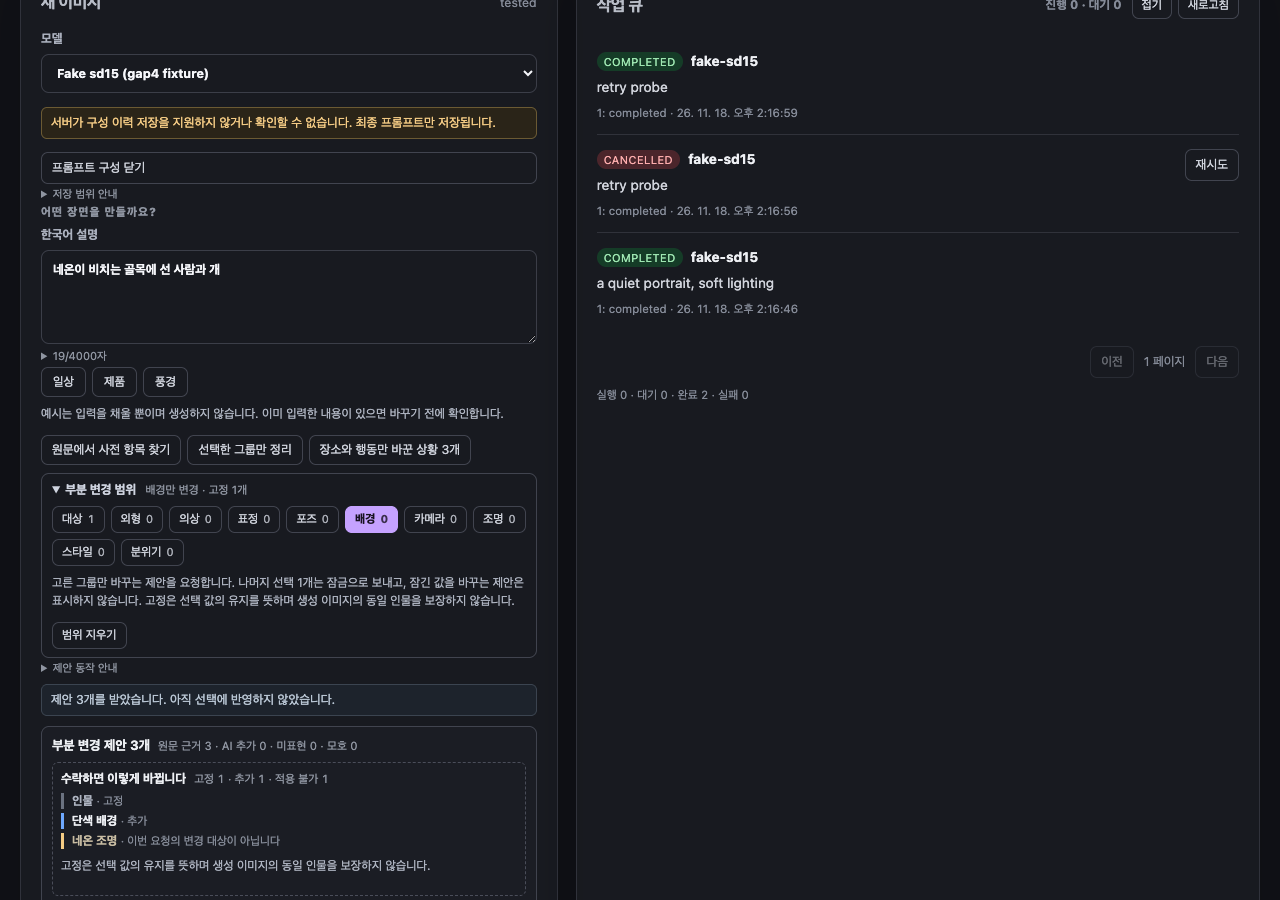 새 이미지
tested
모델
Fake sd15 (gap4 fixture)
서버가 구성 이력 저장을 지원하지 않거나 확인할 수 없습니다. 최종 프롬프트만 저장됩니다.
프롬프트 구성 닫기
▶ 저장 범위 안내
어떤 장면을 만들까요?
한국어 설명
네온이 비치는 골목에 선 사람과 개
▶ 19/4000자
일상 제품 풍경
예시는 입력을 채울 뿐이며 생성하지 않습니다. 이미 입력한 내용이 있으면 바꾸기 전에 확인합니다.
원문에서 사전 항목 찾기 선택한 그룹만 정리 장소와 행동만 바꾼 상황 3개
▼ 부분 변경 범위 배경만 변경 · 고정 1개
대상 1 외형 0 의상 0 표정 0 포즈 0 배경 0 카메라 0 조명 0
스타일 0 분위기 0
고른 그룹만 바꾸는 제안을 요청합니다. 나머지 선택 1개는 잠금으로 보내고, 잠긴 값을 바꾸는 제안은
표시하지 않습니다. 고정은 선택 값의 유지를 뜻하며 생성 이미지의 동일 인물을 보장하지 않습니다.
범위 지우기
▶ 제안 동작 안내
제안 3개를 받았습니다. 아직 선택에 반영하지 않았습니다.
부분 변경 제안 3개 원문 근거 3 · AI 추가 0 · 미표현 0 · 모호 0
수락하면 이렇게 바뀝니다 고정 1 · 추가 1 · 적용 불가 1
인물 · 고정
단색 배경 · 추가
네온 조명 · 이번 요청의 변경 대상이 아닙니다
고정은 선택 값의 유지를 뜻하며 생성 이미지의 동일 인물을 보장하지 않습니다.
작업 큐
진행 0 · 대기 0 접기 새로고침
COMPLETED fake-sd15
retry probe
1: completed · 26. 11. 18. 오후 2:16:59
CANCELLED fake-sd15
재시도
retry probe
1: completed · 26. 11. 18. 오후 2:16:56
COMPLETED fake-sd15
a quiet portrait, soft lighting
1: completed · 26. 11. 18. 오후 2:16:46
이전 1 페이지 다음
실행 0 · 대기 0 · 완료 2 · 실패 0